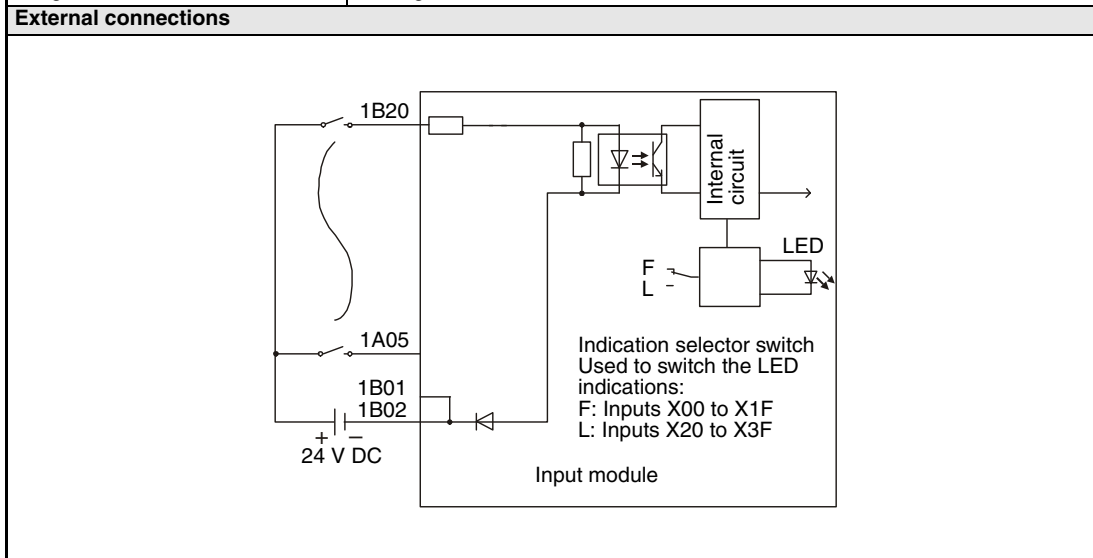 External connections
1B20
Internal
circuit
LED
F
L
1A05
Indication selector switch
Used to switch the LED
indications:
F: Inputs X00 to X1F
L: Inputs X20 to X3F
1B01
1B02
+ –
24 V DC
Input module